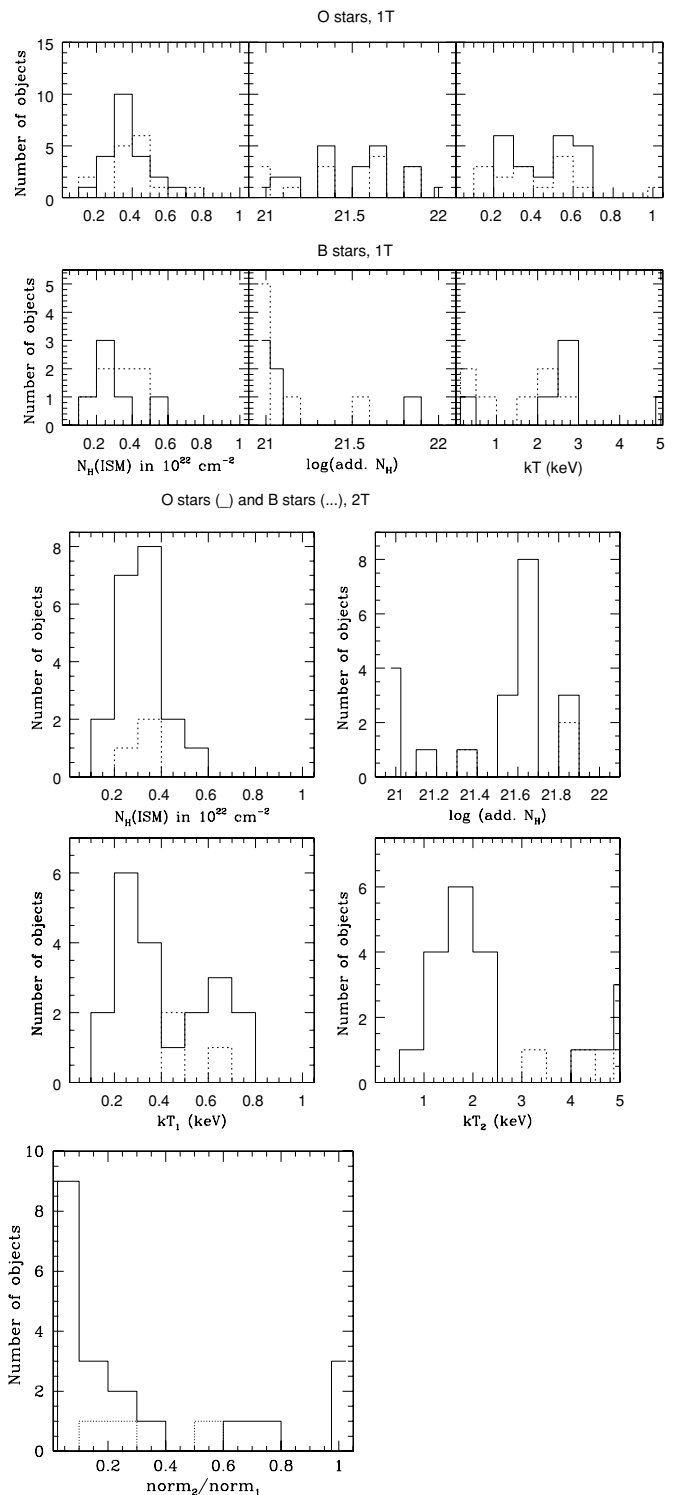 O stars, 1T
Number of objects
15
10
5
0
0.2 0.4 0.6 0.8 1
21 21.5 22
0.2 0.4 0.6 0.8 1
B stars, 1T
Number of objects
5
4
3
2
1
0
0.2 0.4 0.6 0.8 1
21 21.5 22
1 2 3 4 5
N_H(ISM) in 10²² cm⁻²
log(add. N_H)
kT (keV)
O stars (_) and B stars (...), 2T
Number of objects
8
6
4
2
0
0.2 0.4 0.6 0.8 1
N_H(ISM) in 10²² cm⁻²
Number of objects
8
6
4
2
0
21 21.2 21.4 21.6 21.8 22
log (add. N_H)
Number of objects
6
4
2
0
0.2 0.4 0.6 0.8 1
kT₁ (keV)
Number of objects
6
4
2
0
1 2 3 4 5
kT₂ (keV)
Number of objects
10
8
6
4
2
0
0.2 0.4 0.6 0.8 1
norm₂/norm₁